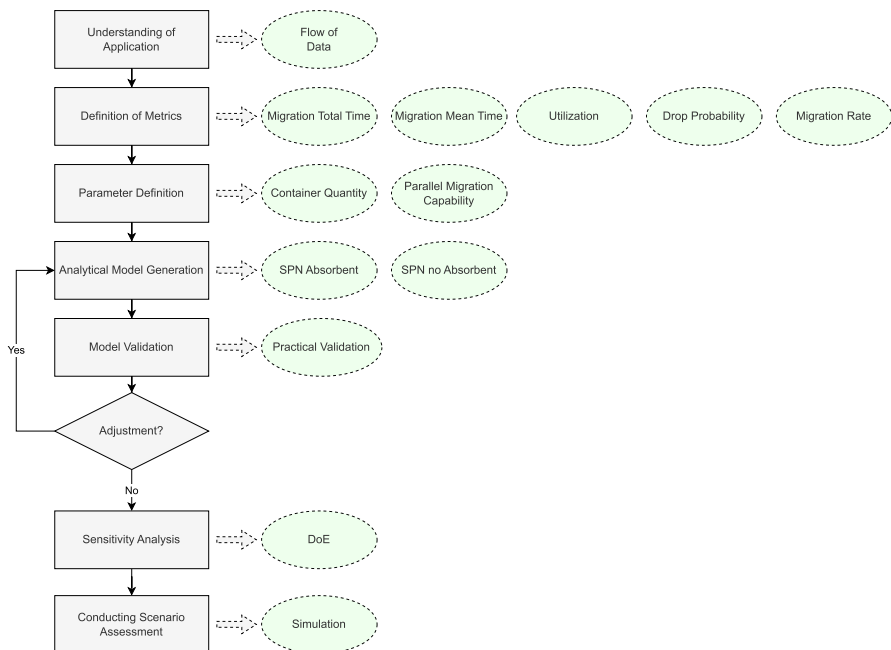 Understanding of
Application
Flow of
Data
Definition of Metrics
Migration Total Time
Migration Mean Time
Utilization
Drop Probability
Migration Rate
Parameter Definition
Container Quantity
Parallel Migration
Capability
Analytical Model Generation
SPN Absorbent
SPN no Absorbent
Yes
Model Validation
Practical Validation
Adjustment?
No
Sensitivity Analysis
DoE
Conducting Scenario
Assessment
Simulation